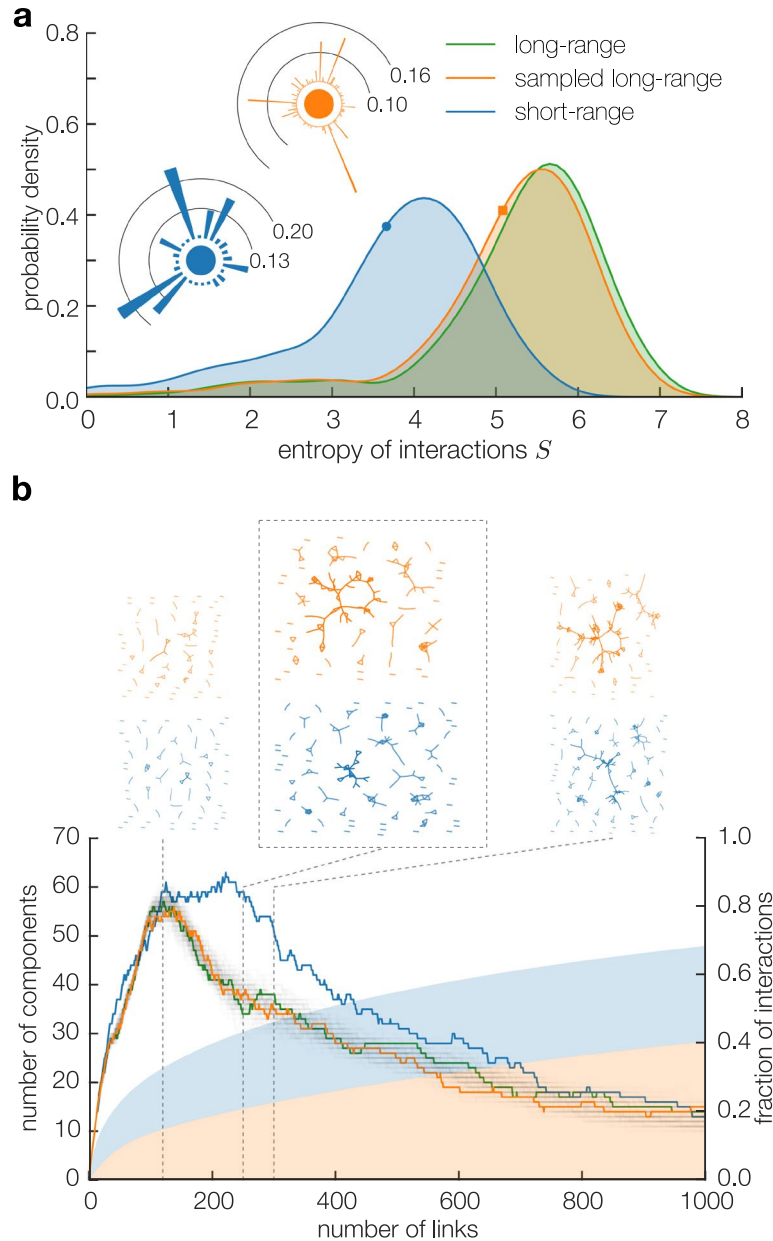 a
0.8
0.6
0.4
0.2
0.0
probability density
0.16
0.10
0.20
0.13
long-range
sampled long-range
short-range
0 1 2 3 4 5 6 7 8
entropy of interactions S
b
70
60
50
40
30
20
10
0
number of components
1.0
0.8
0.6
0.4
0.2
0.0
fraction of interactions
0 200 400 600 800 1000
number of links